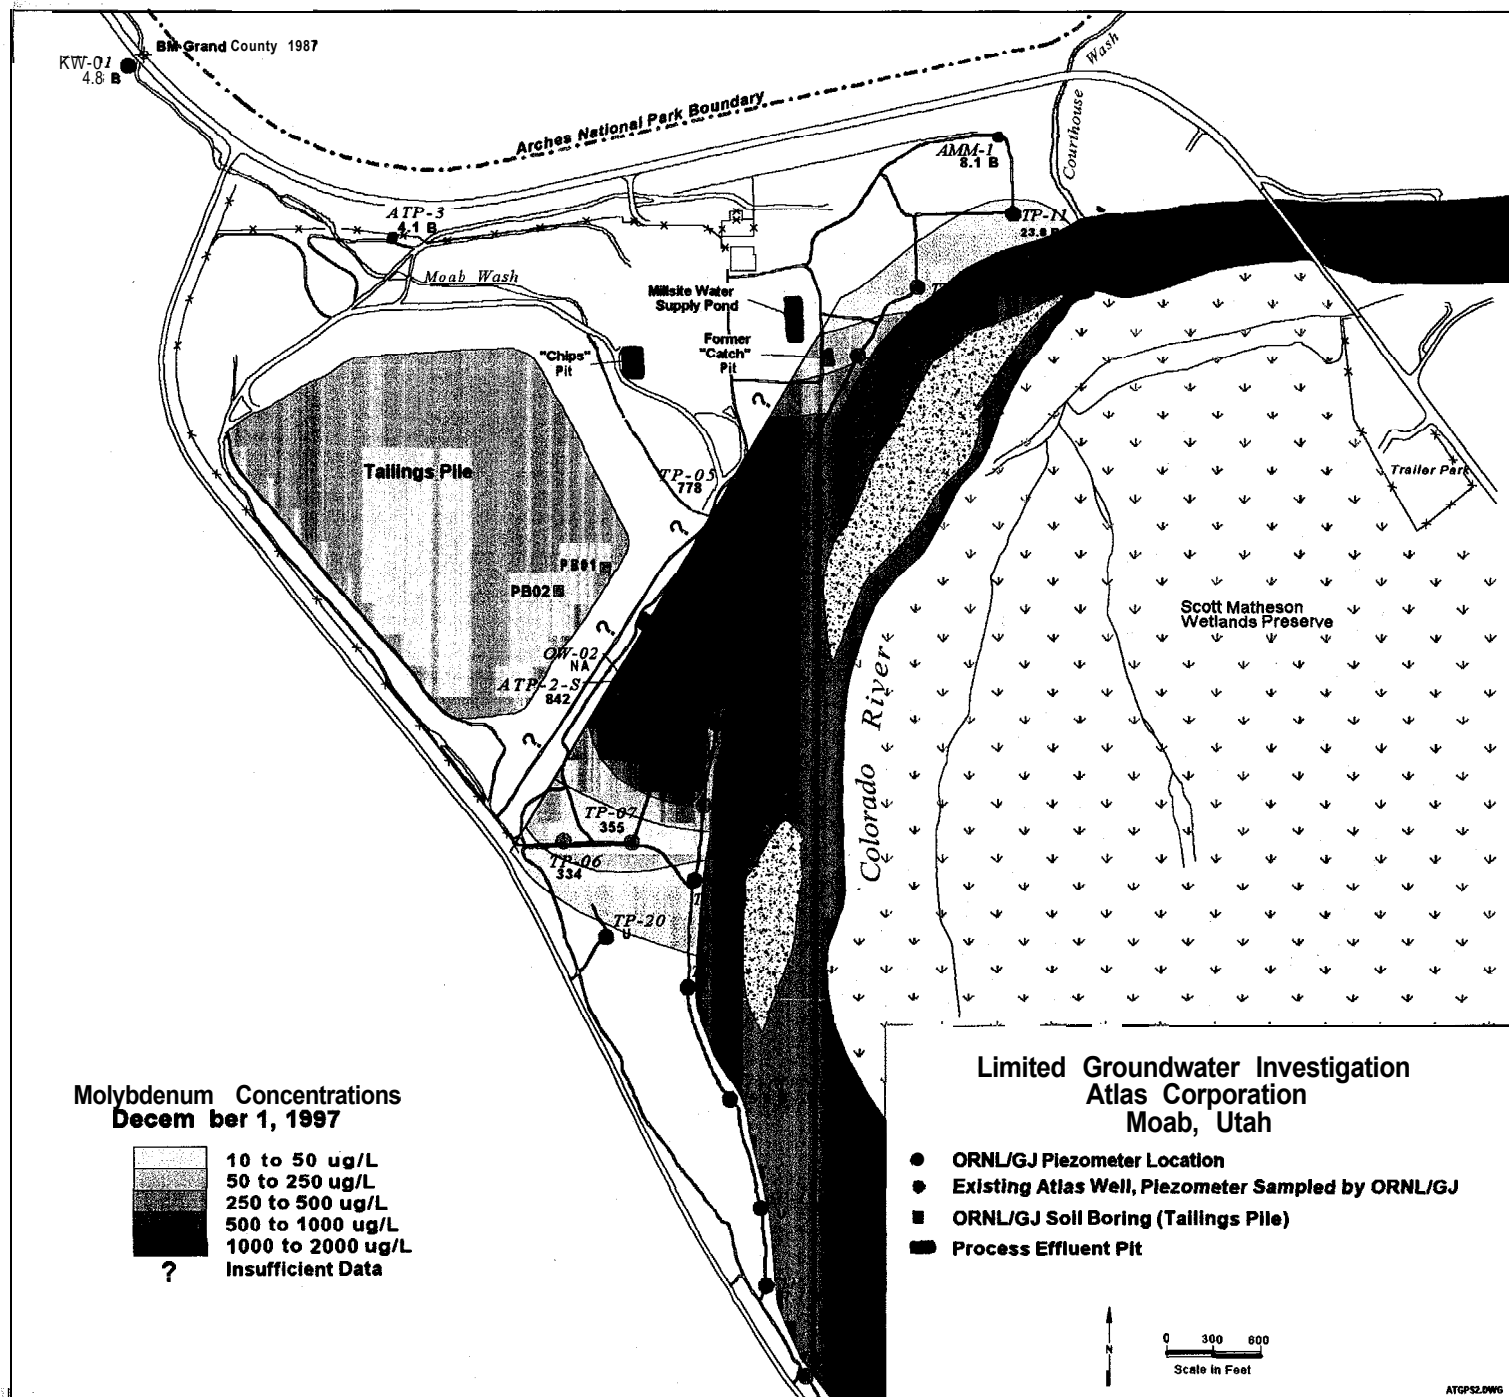 BM Grand County 1987
KW-01
4.8 B
Arches National Park Boundary
Courthouse Wash
AMM-1
8.1 B
ATP-3
4.1 B
TP-11
23.8 B
Moab Wash
Millsite Water
Supply Pond
Former
"Catch"
Pit
"Chips"
Pit
?
Tailings Pile
TP-05
778
Trailer Park
?
PB01
PB02
Scott Matheson
Wetlands Preserve
?
OW-02
NA
ATP-2-S
842
?
Colorado River
TP-07
355
TP-06
334
TP-20
U
Molybdenum Concentrations
Decem ber 1, 1997
10 to 50 ug/L
50 to 250 ug/L
250 to 500 ug/L
500 to 1000 ug/L
1000 to 2000 ug/L
? Insufficient Data
Limited Groundwater Investigation
Atlas Corporation
Moab, Utah
ORNL/GJ Piezometer Location
Existing Atlas Well, Piezometer Sampled by ORNL/GJ
ORNL/GJ Soil Boring (Tailings Pile)
Process Effluent Pit
N
0 300 600
Scale in Feet
ATGPS2.DWG